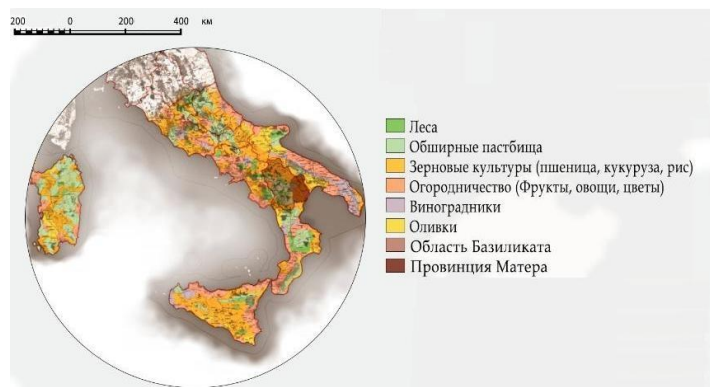 200 0 200 400 км
Леса
Обширные пастбища
Зерновые культуры (пшеница, кукуруза, рис)
Огородничество (Фрукты, овощи, цветы)
Виноградники
Оливки
Область Базиликата
Провинция Матера